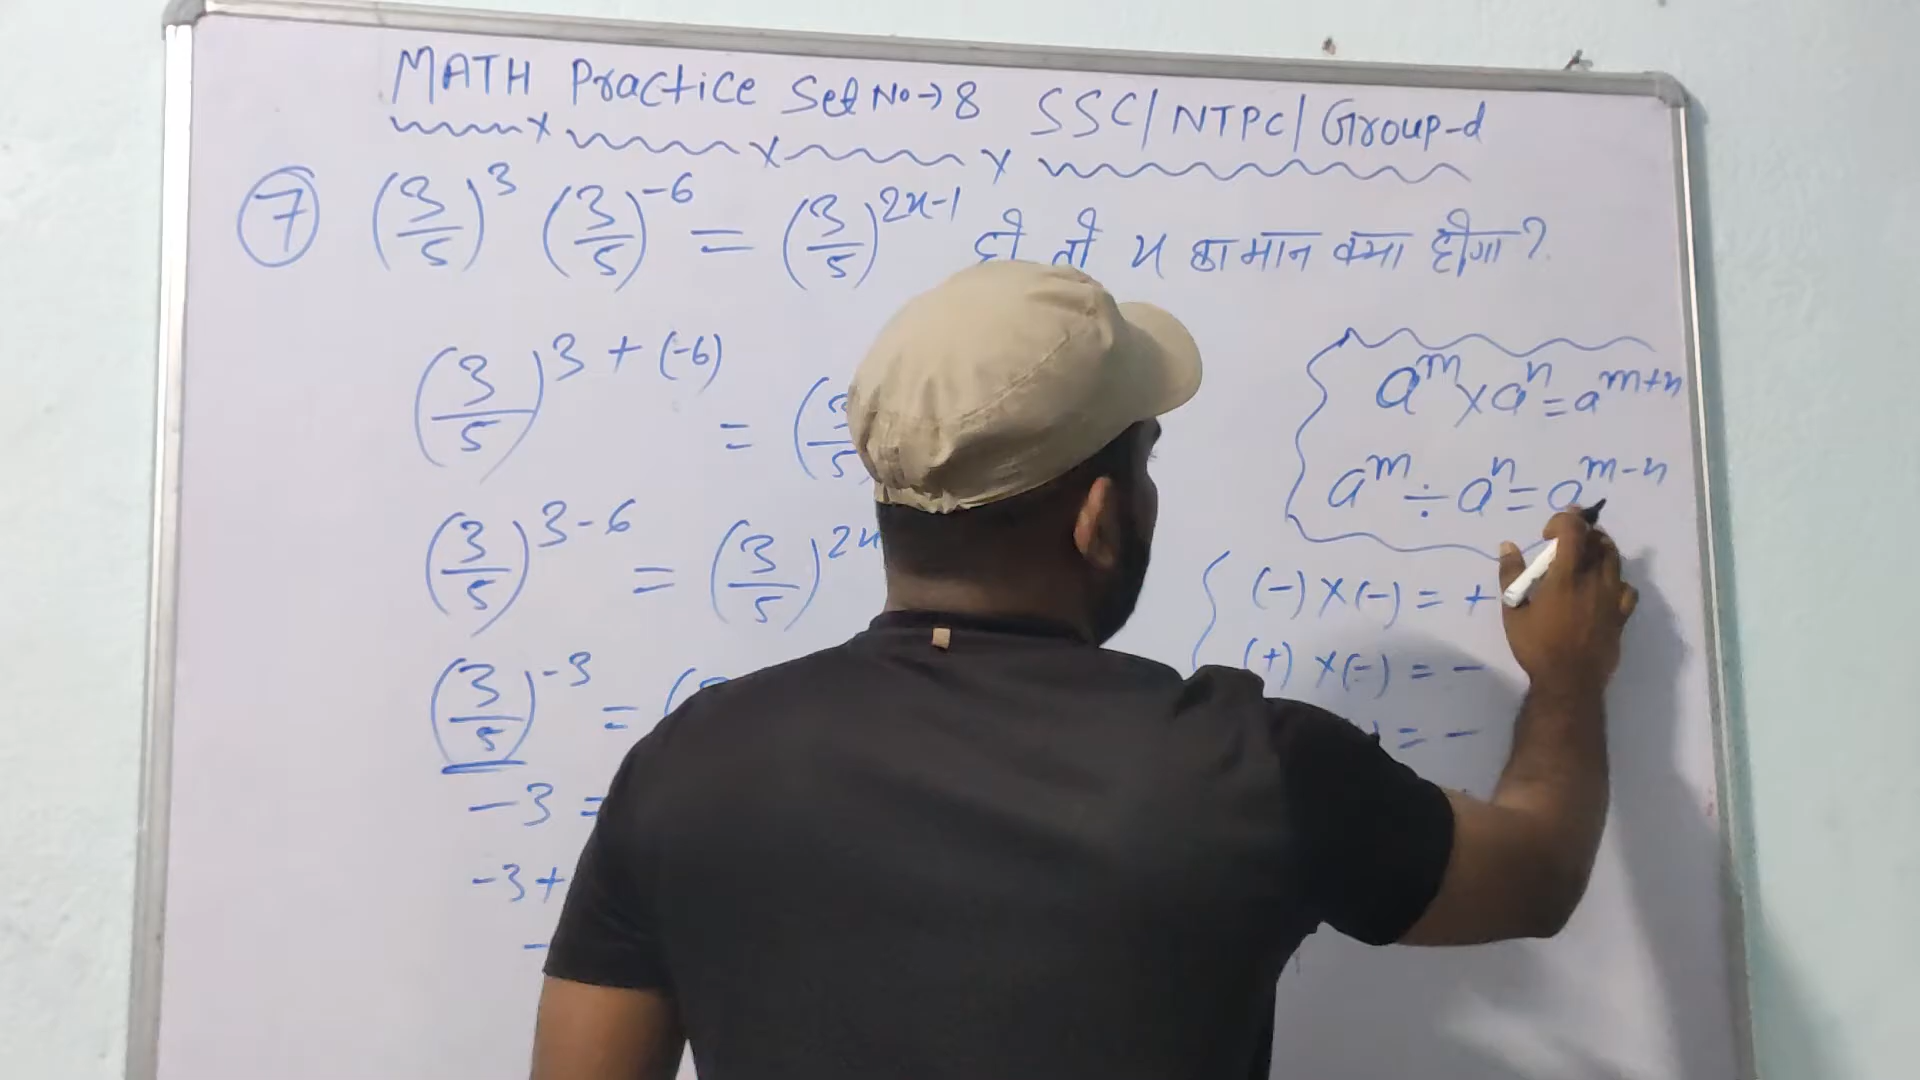 MATH Practice Set No→8 SSC/NTPC/Group-d
7 (3/5)^3 (3/5)^-6 = (3/5)^2x-1 हो तो x का मान क्या होगा?
(3/5)^3+(-6) = (
(3/5)^3-6 = (3/5)^2x
(3/5)^-3 = (
-3 =
-3+
-
a^m × a^n = a^m+n
a^m ÷ a^n = a^m-n
(-) × (-) = +
(+) × (-) = -
= -